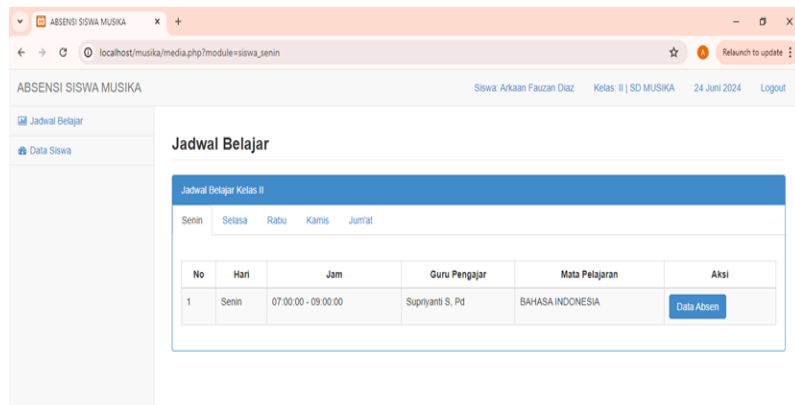 ABSENSI SISWA MUSIKA
localhost/musika/media.php?module=siswa_senin
A
Relaunch to update
ABSENSI SISWA MUSIKA
Siswa: Arkaan Fauzan Diaz Kelas: II | SD MUSIKA 24 Juni 2024 Logout
Jadwal Belajar
Data Siswa
Jadwal Belajar
Jadwal Belajar Kelas II
Senin Selasa Rabu Kamis Jum'at
No Hari Jam Guru Pengajar Mata Pelajaran Aksi
1 Senin 07:00:00 - 09:00:00 Supriyanti S, Pd BAHASA INDONESIA Data Absen